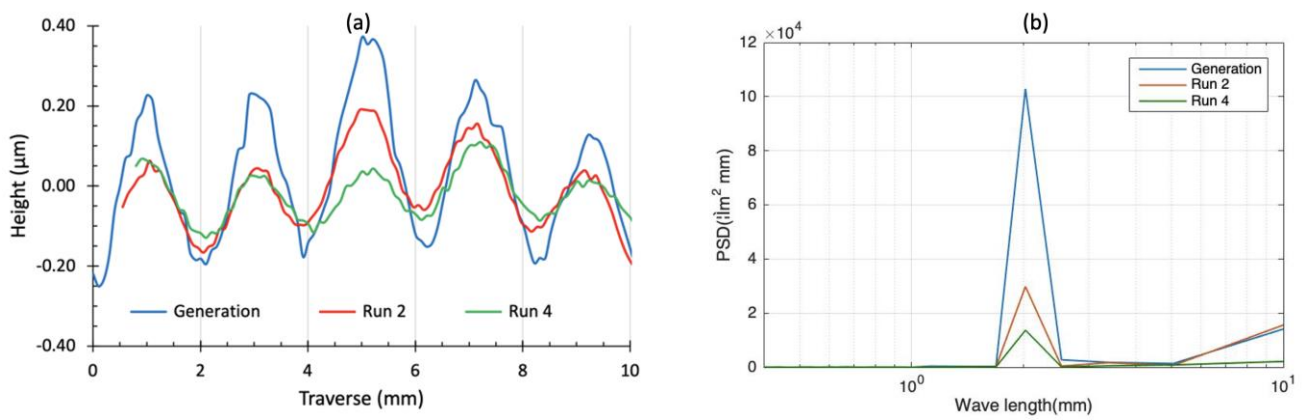 (a)
0.40
0.20
0.00
-0.20
-0.40
Height (µm)
0
2
4
6
8
10
Traverse (mm)
Generation
Run 2
Run 4
(b)
×10⁴
12
10
8
6
4
2
0
PSD(ìlm² mm)
Generation
Run 2
Run 4
10⁰
10¹
Wave length(mm)